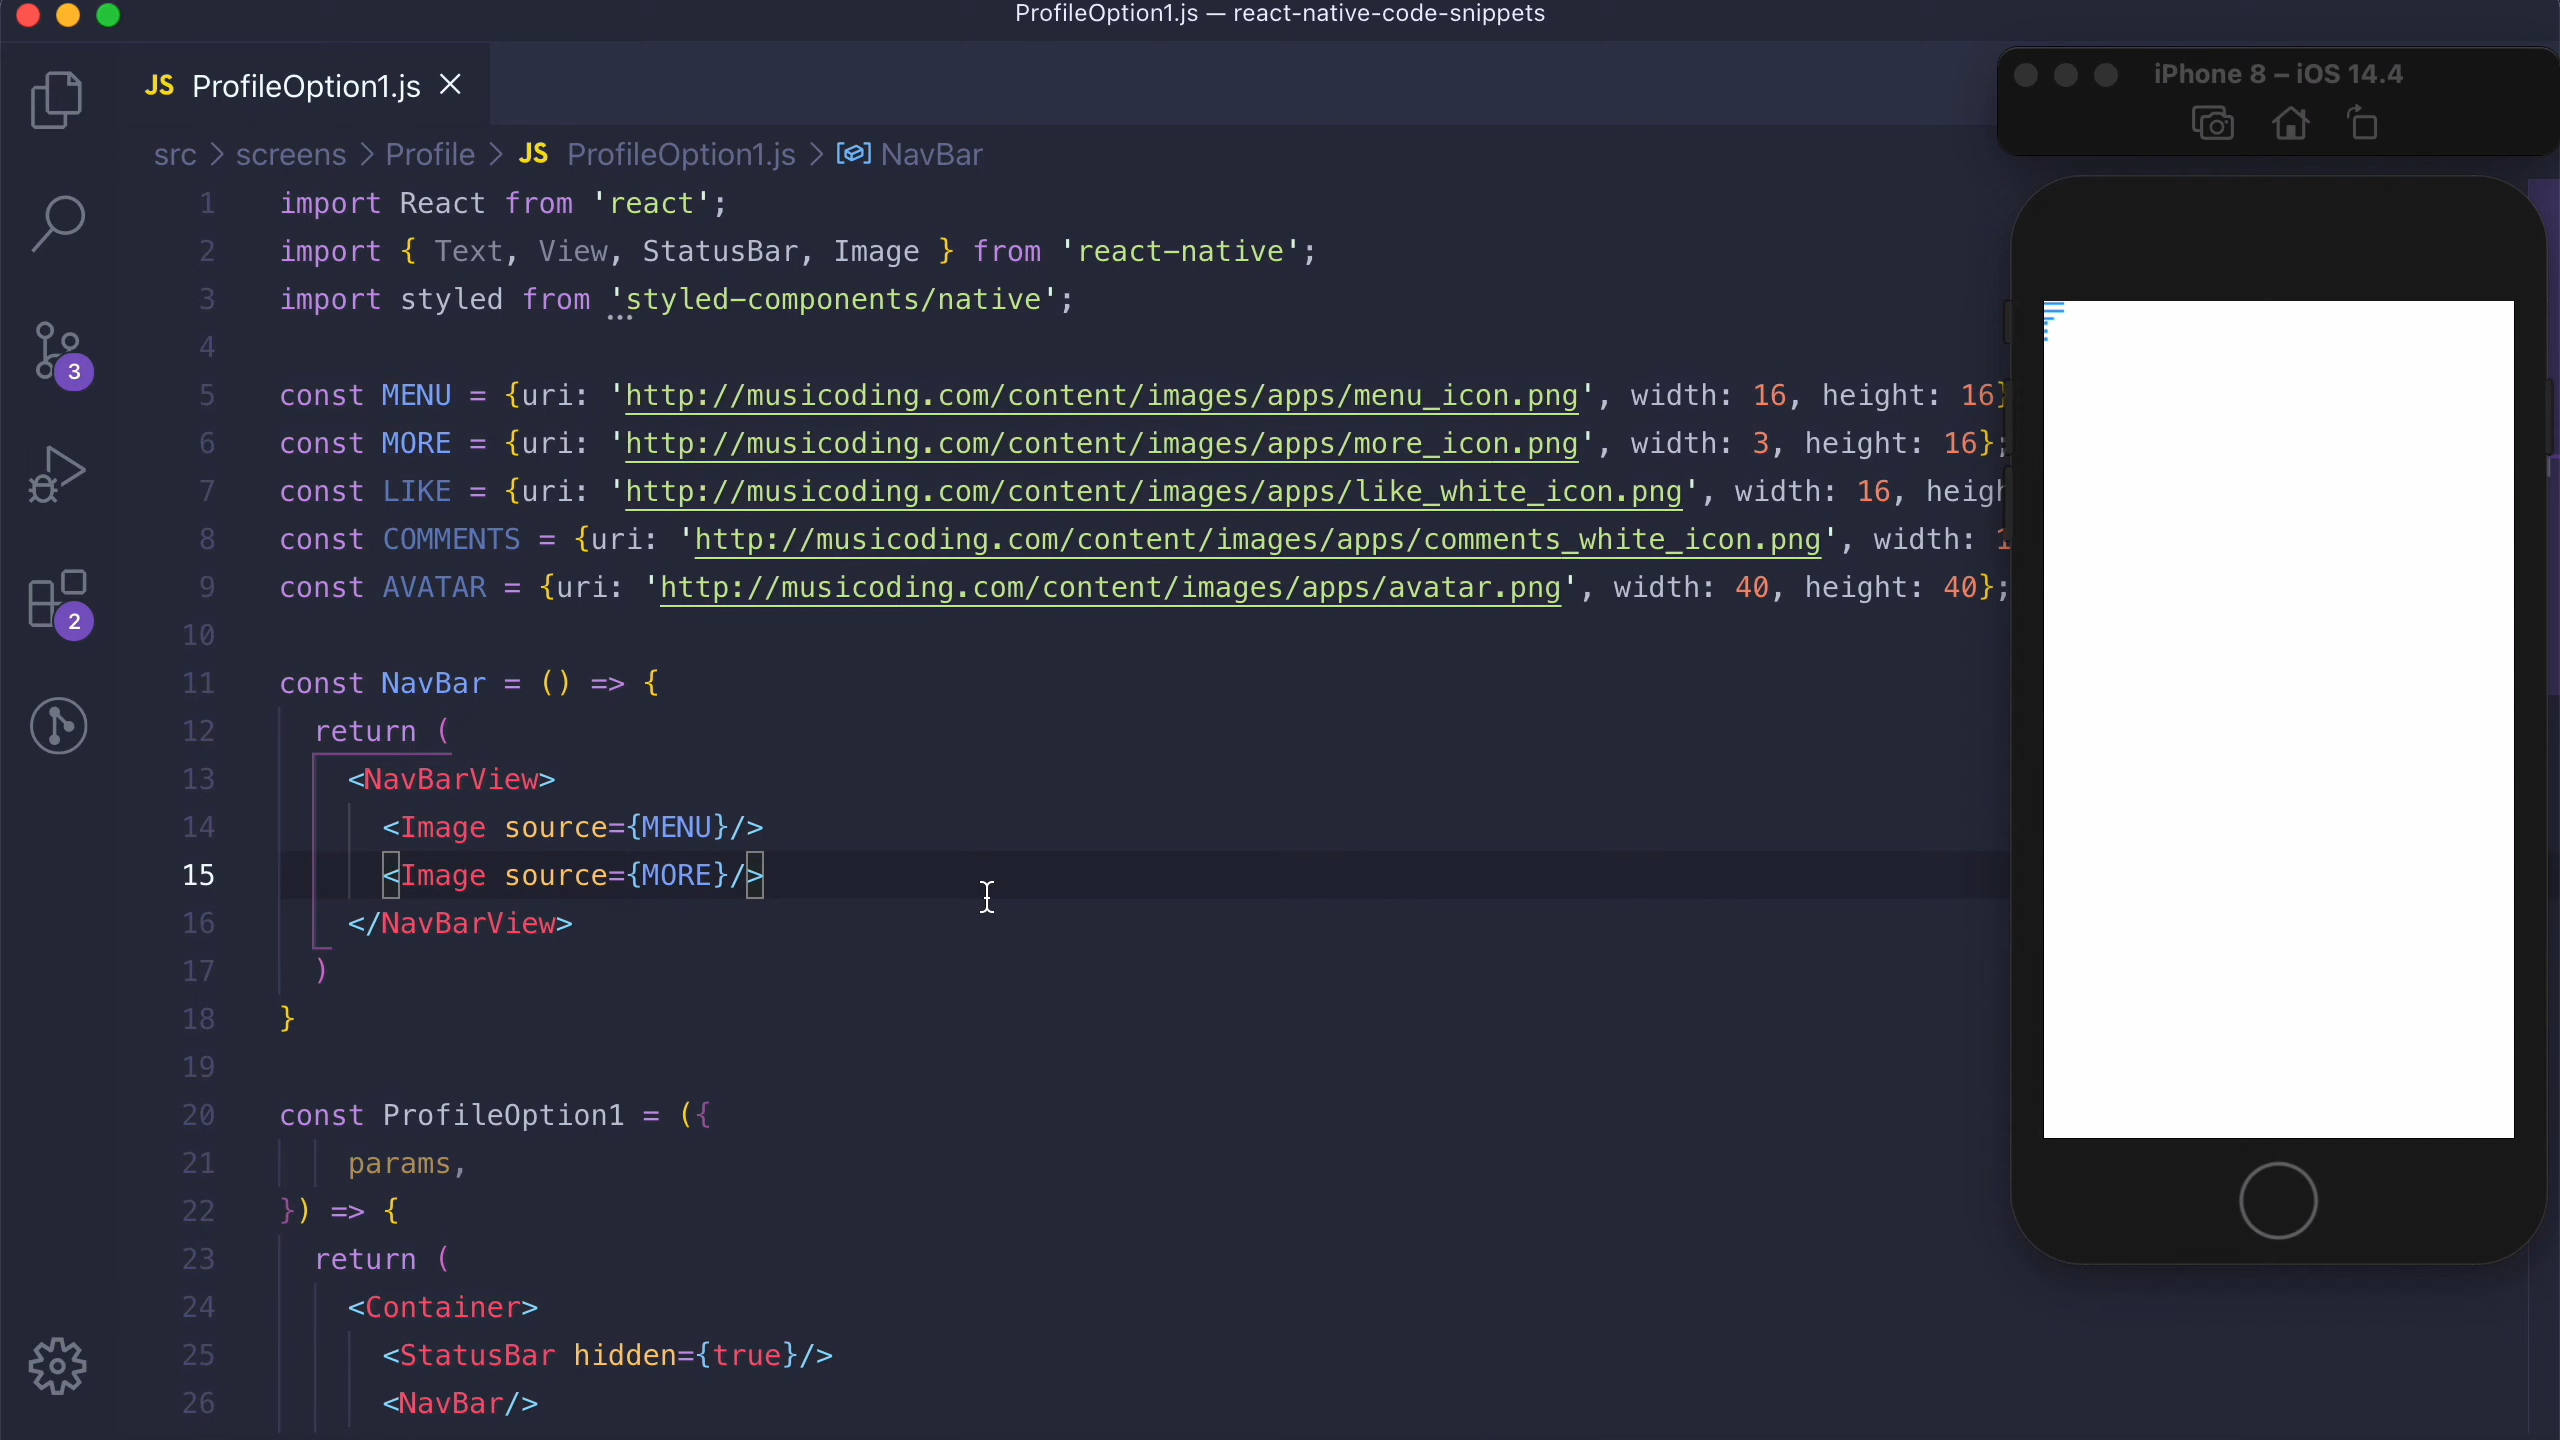 ProfileOption1.js — react-native-code-snippets
JS ProfileOption1.js
iPhone 8 – iOS 14.4
src > screens > Profile > JS ProfileOption1.js > NavBar
1 import React from 'react';
2 import { Text, View, StatusBar, Image } from 'react-native';
3 import styled from 'styled-components/native';
4
5 const MENU = {uri: 'http://musicoding.com/content/images/apps/menu_icon.png', width: 16, height: 16}
6 const MORE = {uri: 'http://musicoding.com/content/images/apps/more_icon.png', width: 3, height: 16};
7 const LIKE = {uri: 'http://musicoding.com/content/images/apps/like_white_icon.png', width: 16, heigh
8 const COMMENTS = {uri: 'http://musicoding.com/content/images/apps/comments_white_icon.png', width: 1
9 const AVATAR = {uri: 'http://musicoding.com/content/images/apps/avatar.png', width: 40, height: 40};
10
11 const NavBar = () => {
12 return (
13 <NavBarView>
14 <Image source={MENU}/>
15 <Image source={MORE}/>
16 </NavBarView>
17 )
18 }
19
20 const ProfileOption1 = ({
21 params,
22 }) => {
23 return (
24 <Container>
25 <StatusBar hidden={true}/>
26 <NavBar/>
3
2